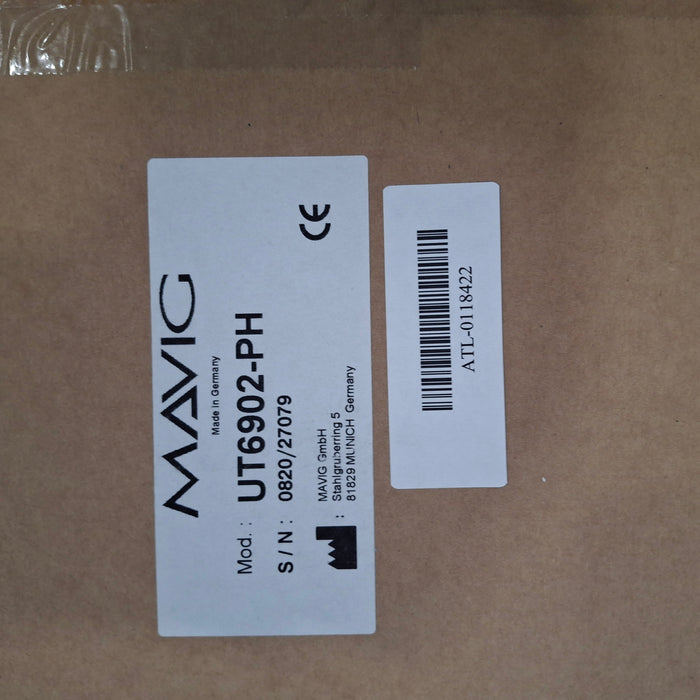 MAVIG
Made in Germany
Mod. : UT6902-PH
S / N : 0820/27079
: MAVIG GmbH
Stahlgruberring 5
81829 MUNICH Germany
CE
ATL-0118422